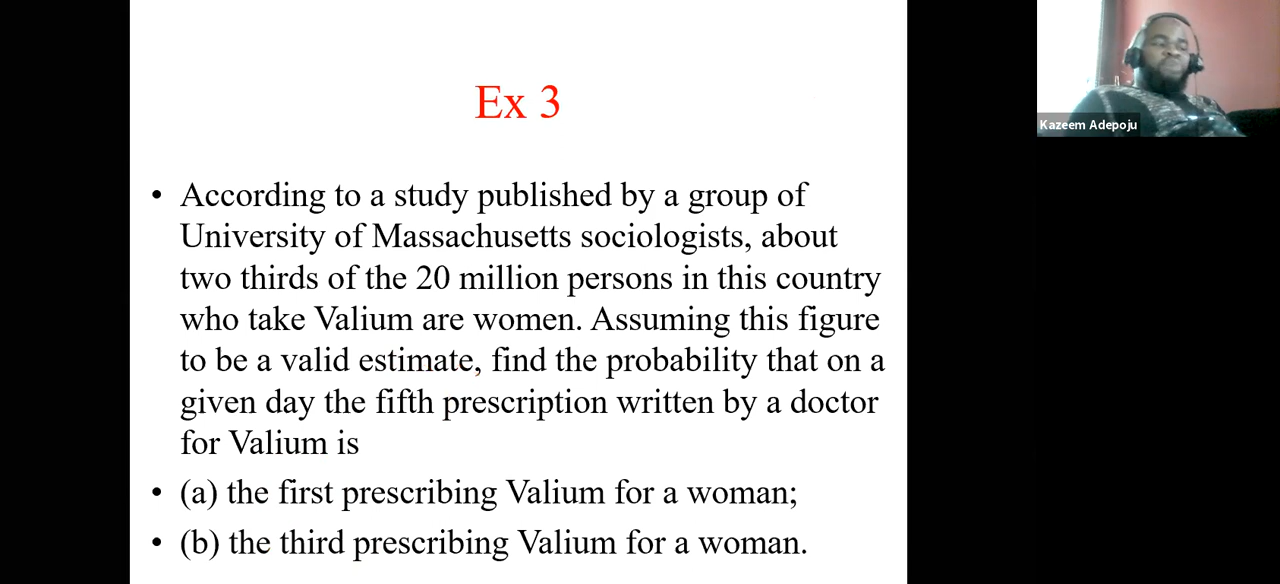 Ex 3
• According to a study published by a group of
University of Massachusetts sociologists, about
two thirds of the 20 million persons in this country
who take Valium are women. Assuming this figure
to be a valid estimate, find the probability that on a
given day the fifth prescription written by a doctor
for Valium is
• (a) the first prescribing Valium for a woman;
• (b) the third prescribing Valium for a woman.
Kazeem Adepoju